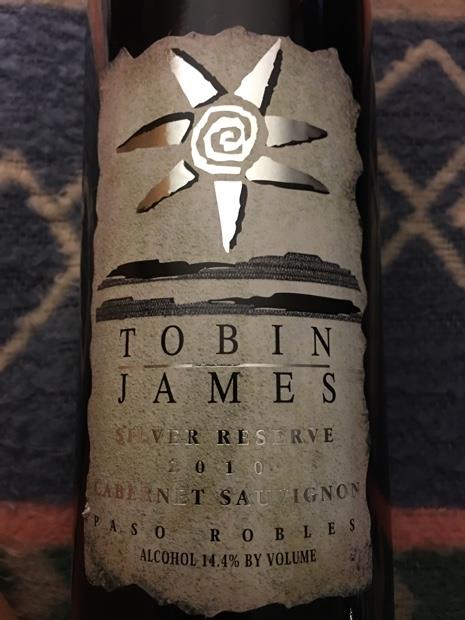 TOBIN
JAMES
SILVER RESERVE
2010
CABERNET SAUVIGNON
PASO ROBLES
ALCOHOL 14.4% BY VOLUME